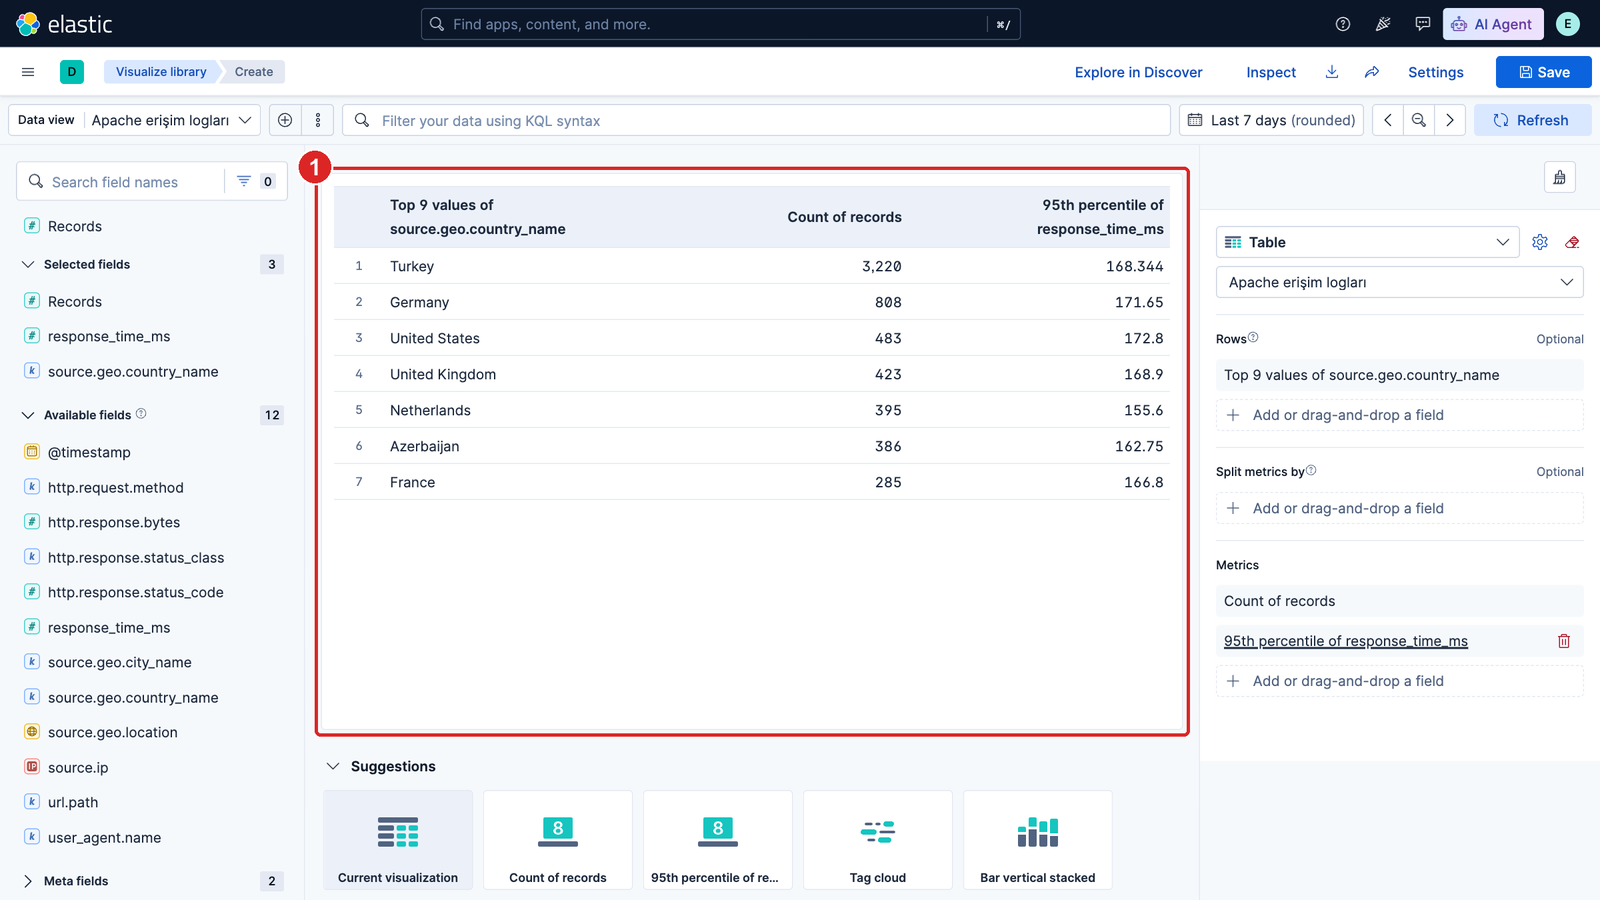 elastic
Find apps, content, and more.
⌘/
AI Agent
E
D
Visualize library
Create
Explore in Discover
Inspect
Settings
Save
Data view
Apache erişim logları
Filter your data using KQL syntax
Last 7 days (rounded)
Refresh
Search field names
0
Records
Selected fields
3
Records
response_time_ms
source.geo.country_name
Available fields
12
@timestamp
http.request.method
http.response.bytes
http.response.status_class
http.response.status_code
response_time_ms
source.geo.city_name
source.geo.country_name
source.geo.location
source.ip
url.path
user_agent.name
Meta fields
2
1
Top 9 values of
source.geo.country_name
Count of records
95th percentile of
response_time_ms
1 Turkey 3,220 168.344
2 Germany 808 171.65
3 United States 483 172.8
4 United Kingdom 423 168.9
5 Netherlands 395 155.6
6 Azerbaijan 386 162.75
7 France 285 166.8
Suggestions
Current visualization
8
Count of records
8
95th percentile of re...
Tag cloud
Bar vertical stacked
Table
Apache erişim logları
Rows
Optional
Top 9 values of source.geo.country_name
Add or drag-and-drop a field
Split metrics by
Optional
Add or drag-and-drop a field
Metrics
Count of records
95th percentile of response_time_ms
Add or drag-and-drop a field